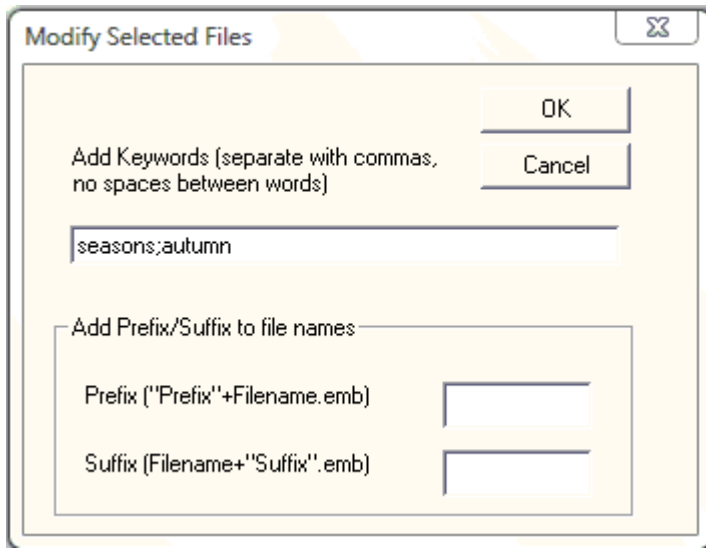 Modify Selected Files
OK
Add Keywords (separate with commas,
no spaces between words)
Cancel
seasons;autumn
Add Prefix/Suffix to file names
Prefix ("Prefix"+Filename.emb)
Suffix (Filename+"Suffix".emb)